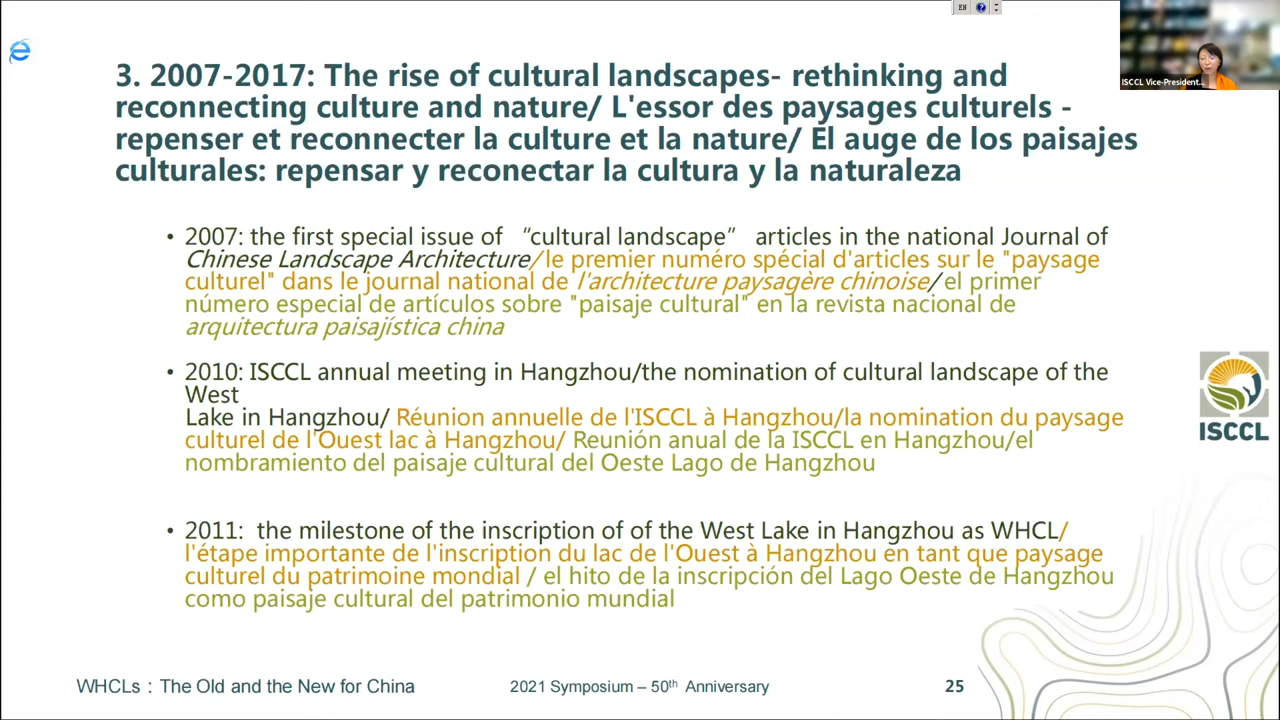 EN
ISCCL Vice-President...
3. 2007-2017: The rise of cultural landscapes- rethinking and
reconnecting culture and nature/ L'essor des paysages culturels -
repenser et reconnecter la culture et la nature/ El auge de los paisajes
culturales: repensar y reconectar la cultura y la naturaleza
• 2007: the first special issue of “cultural landscape” articles in the national Journal of
Chinese Landscape Architecture/le premier numéro spécial d'articles sur le "paysage
culturel" dans le journal national de l'architecture paysagère chinoise/ el primer
número especial de artículos sobre "paisaje cultural" en la revista nacional de
arquitectura paisajística china
• 2010: ISCCL annual meeting in Hangzhou/the nomination of cultural landscape of the
West
Lake in Hangzhou/ Réunion annuelle de l'ISCCL à Hangzhou/la nomination du paysage
culturel de l'Ouest lac à Hangzhou/ Reunión anual de la ISCCL en Hangzhou/el
nombramiento del paisaje cultural del Oeste Lago de Hangzhou
ISCCL
• 2011: the milestone of the inscription of of the West Lake in Hangzhou as WHCL/
l'étape importante de l'inscription du lac de l'Ouest à Hangzhou en tant que paysage
culturel du patrimoine mondial / el hito de la inscripción del Lago Oeste de Hangzhou
como paisaje cultural del patrimonio mundial
WHCLs : The Old and the New for China
2021 Symposium – 50th Anniversary
25